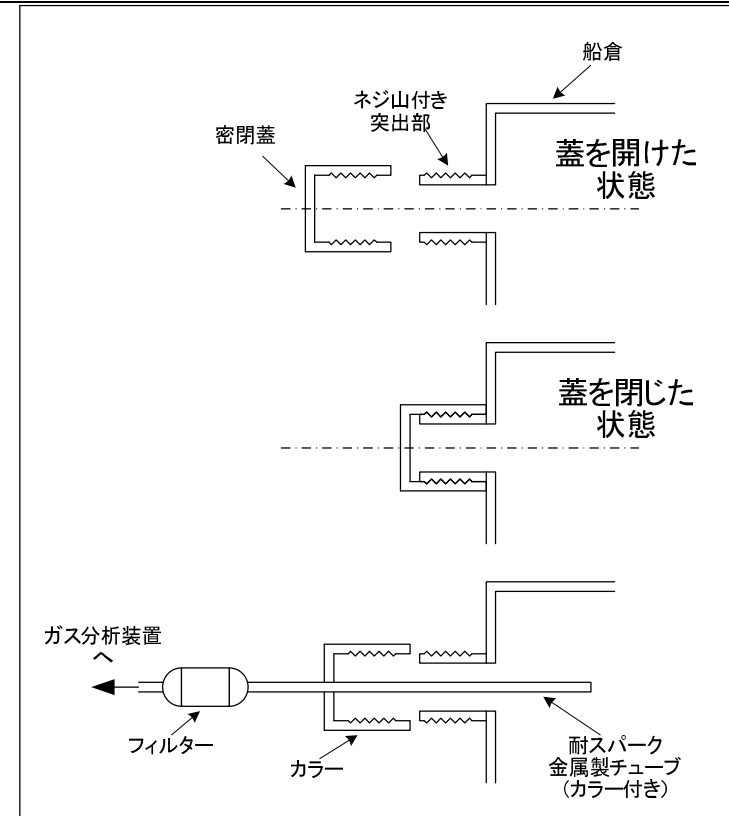 船倉
ネジ山付き
突出部
密閉蓋
蓋を開けた
状態
蓋を閉じた
状態
ガス分析装置
へ
フィルター
カラー
耐スパーク
金属製チューブ
(カラー付き)